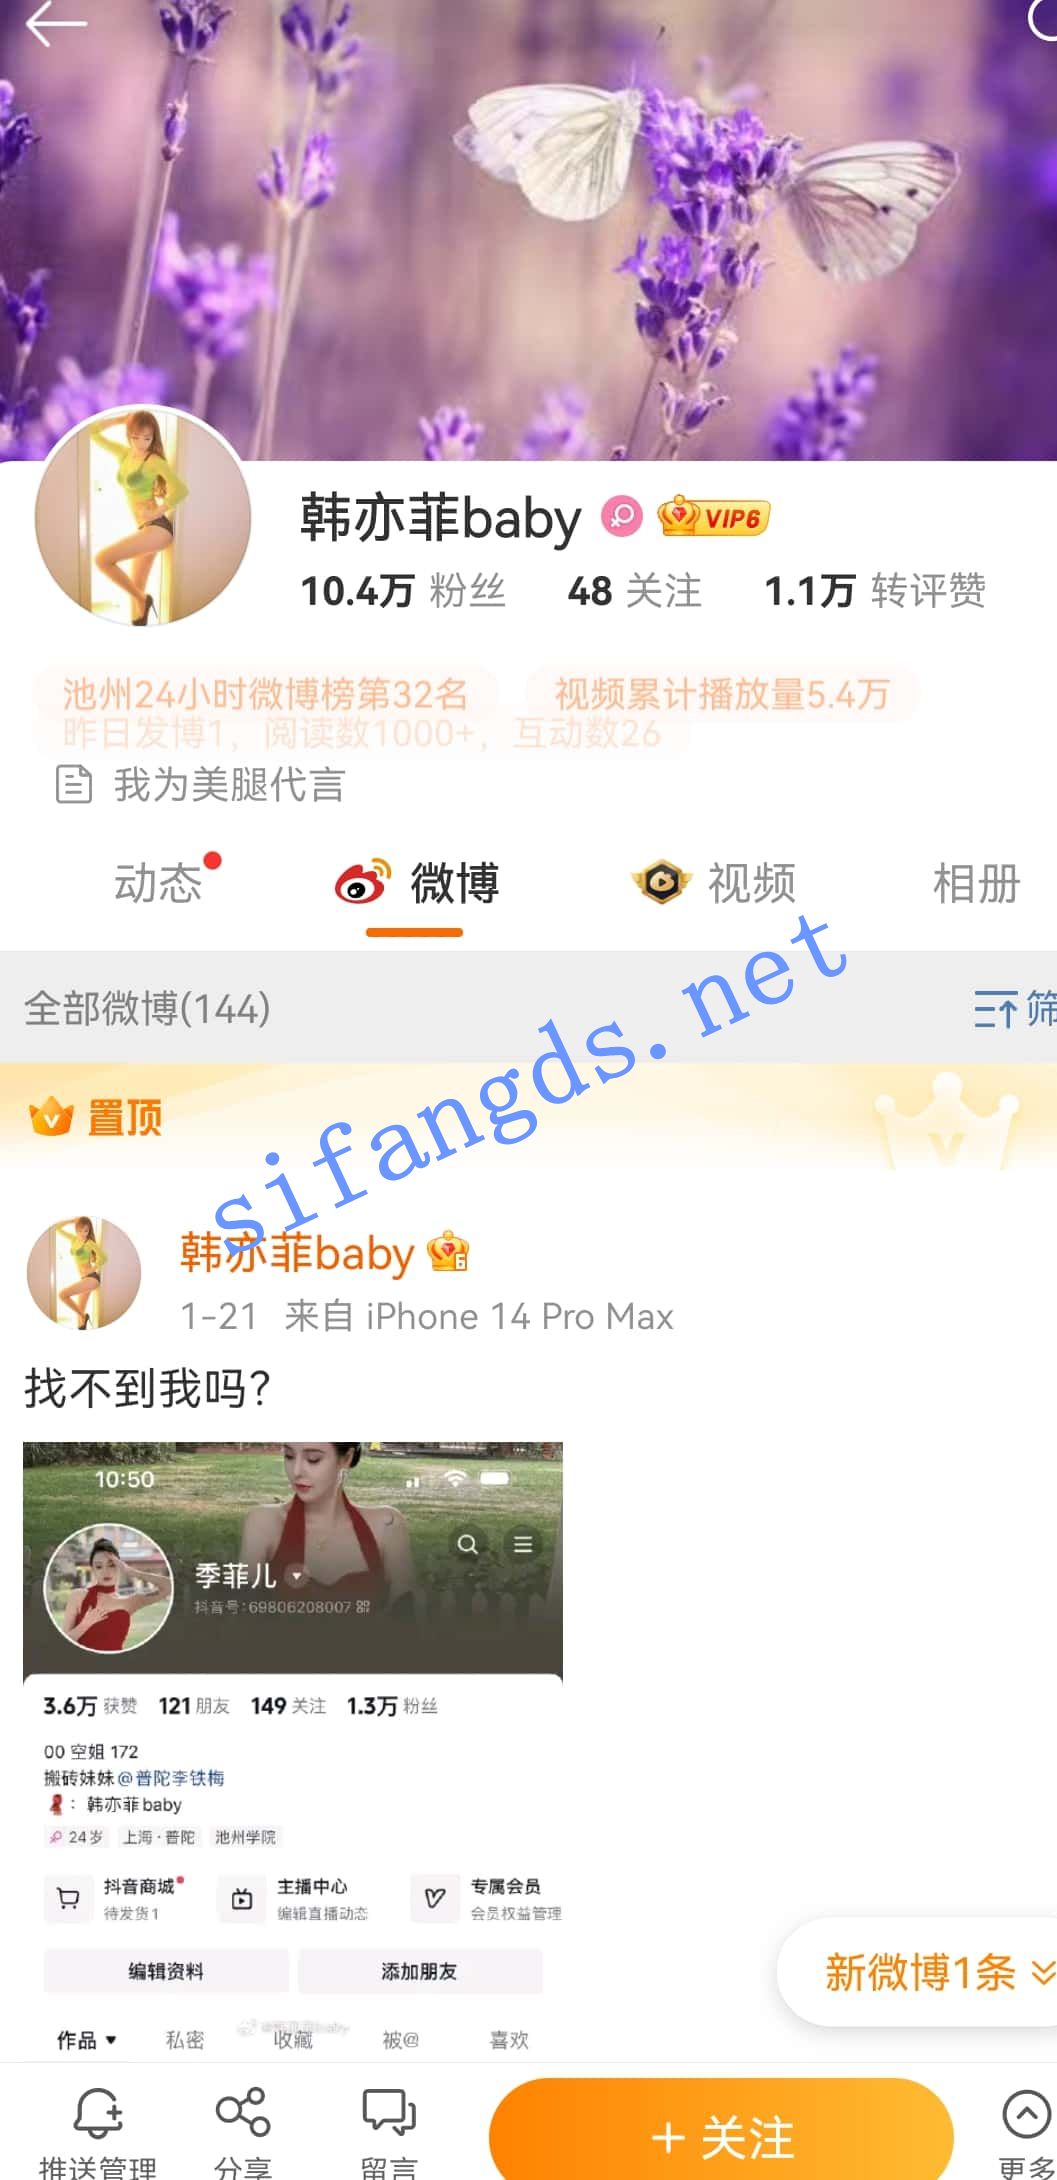 韩亦菲baby VIP6
10.4万 粉丝 48 关注 1.1万 转评赞
池州24小时微博榜第32名 视频累计播放量5.4万
昨日发博1，阅读数1000+，互动数26
我为美腿代言
动态 微博 视频 相册
全部微博(144) 筛
sifangds.net
置顶
韩亦菲baby 6
1-21 来自 iPhone 14 Pro Max
找不到我吗？
10:50
季菲儿
抖音号:69806208007
3.6万 获赞 121 朋友 149 关注 1.3万 粉丝
00 空姐 172
搬砖妹妹@普陀李铁梅
： 韩亦菲baby
24岁 上海·普陀 池州学院
抖音商城 主播中心 专属会员
待发货1 编辑直播动态 会员权益管理
编辑资料 添加朋友
新微博1条
作品 私密 收藏 被@ 喜欢
+ 关注
推送管理 分享 留言 更多